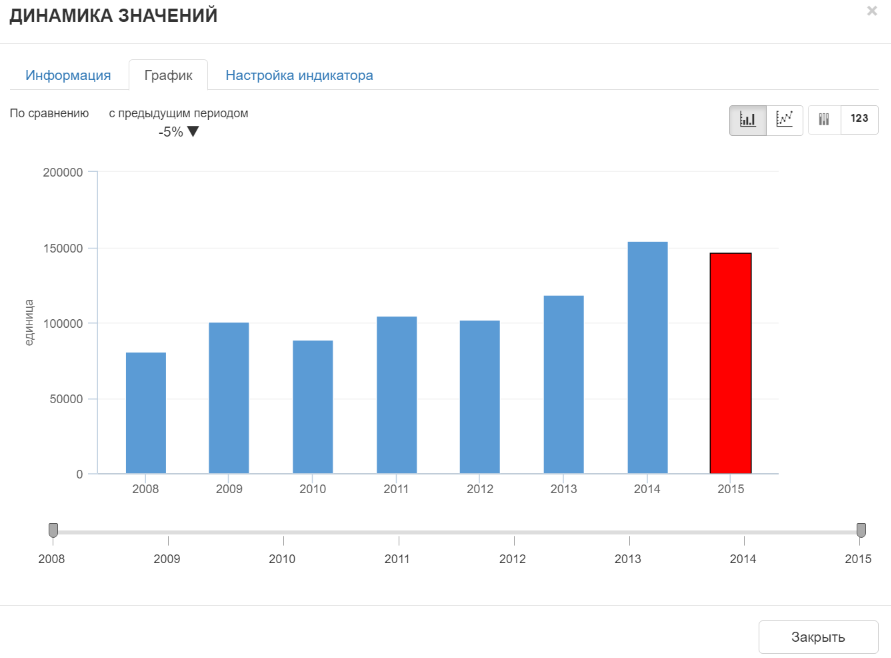 ДИНАМИКА ЗНАЧЕНИЙ
×
Информация
График
Настройка индикатора
По сравнению
с предыдущим периодом
-5% ▼
123
200000
150000
100000
50000
0
единица
2008 2009 2010 2011 2012 2013 2014 2015
2008 2009 2010 2011 2012 2013 2014 2015
Закрыть